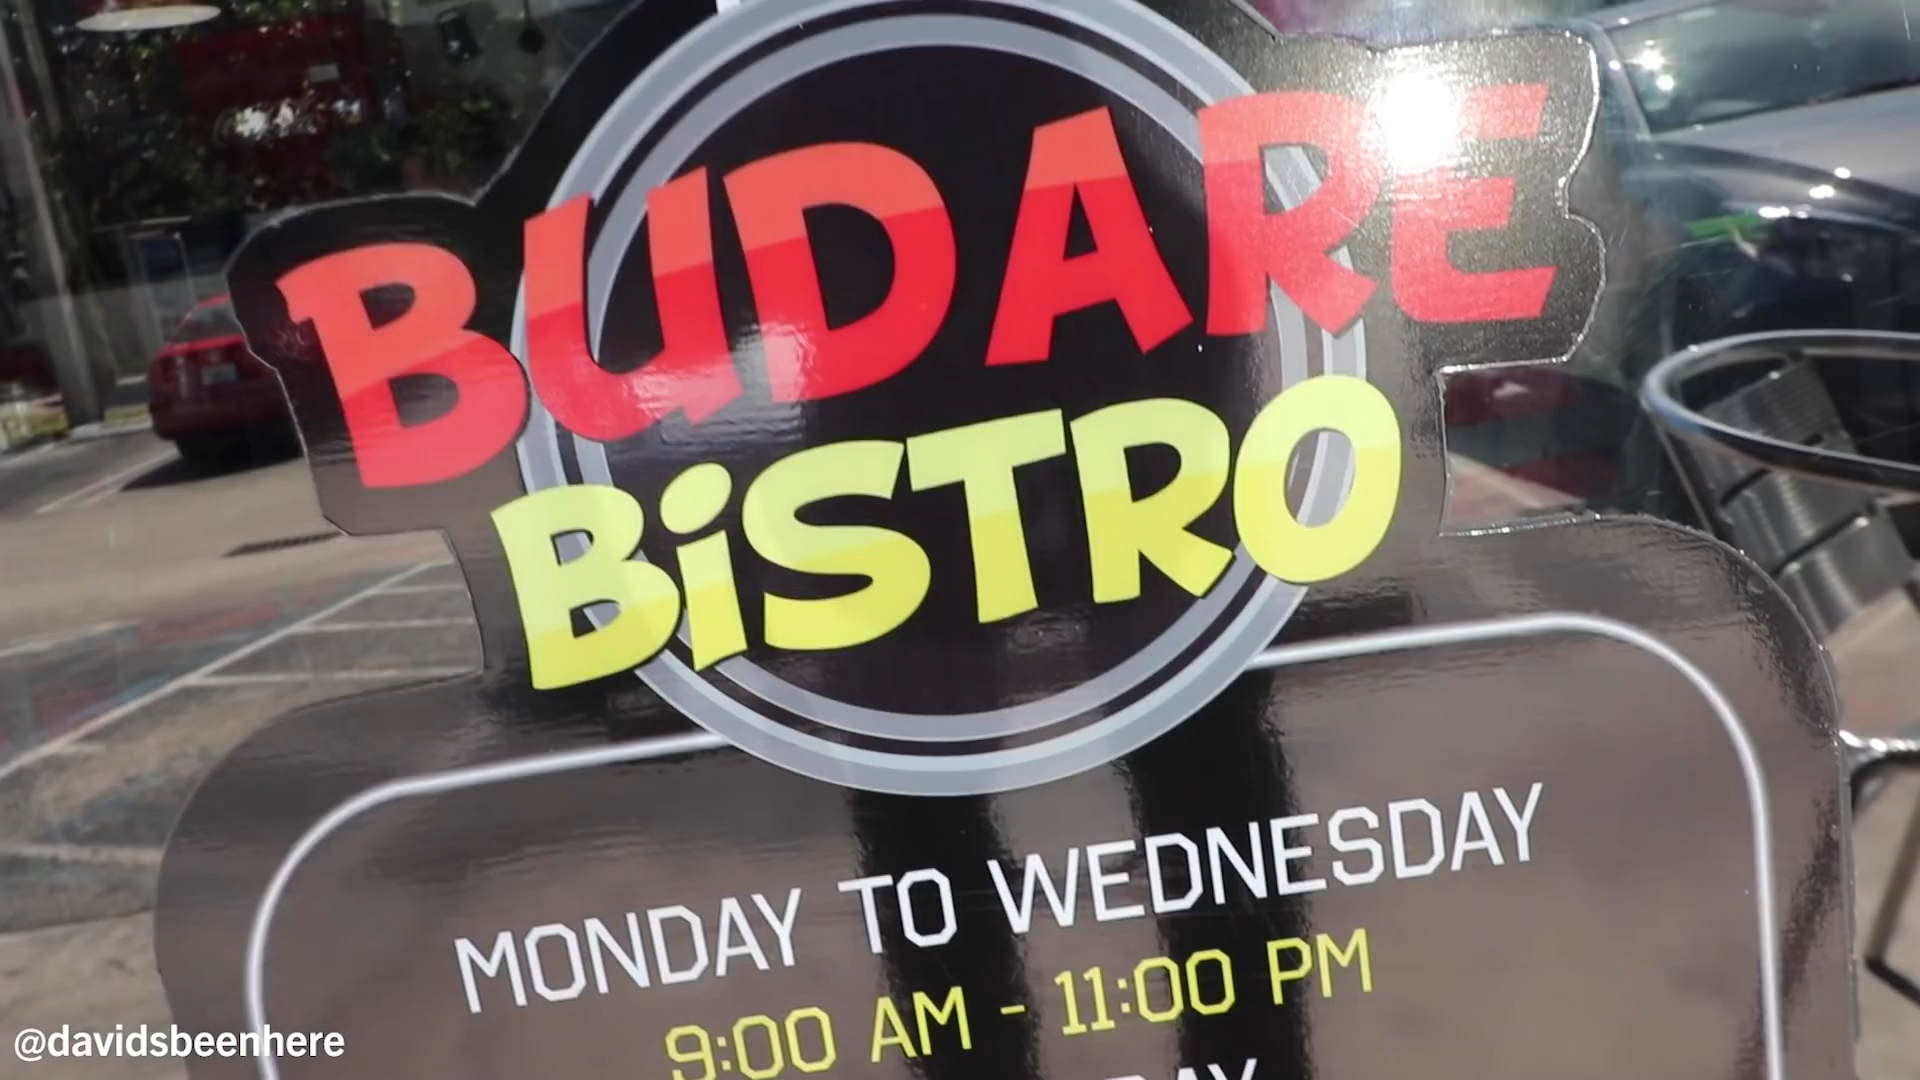 BUDARE
BiSTRO
MONDAY TO WEDNESDAY
9:00 AM - 11:00 PM
@davidsbeenhere